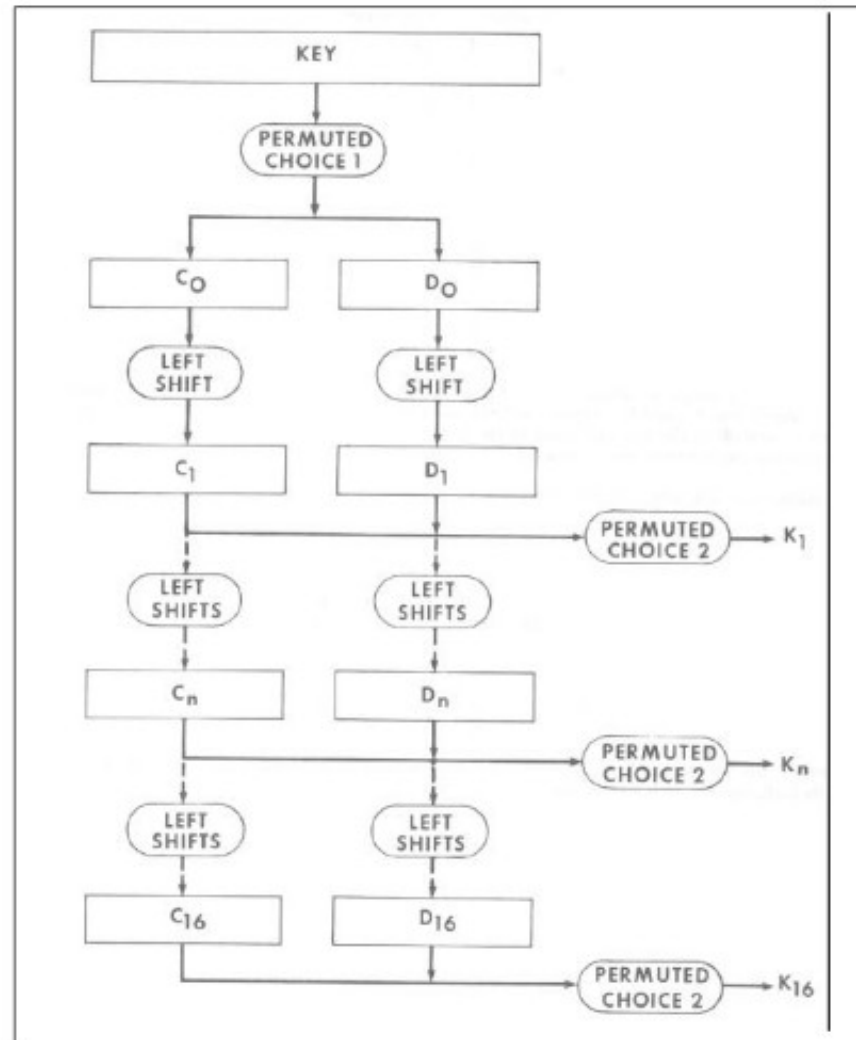 KEY
PERMUTED
CHOICE 1
C₀
D₀
LEFT
SHIFT
LEFT
SHIFT
C₁
D₁
PERMUTED
CHOICE 2
K₁
LEFT
SHIFTS
LEFT
SHIFTS
Cₙ
Dₙ
PERMUTED
CHOICE 2
Kₙ
LEFT
SHIFTS
LEFT
SHIFTS
C₁₆
D₁₆
PERMUTED
CHOICE 2
K₁₆